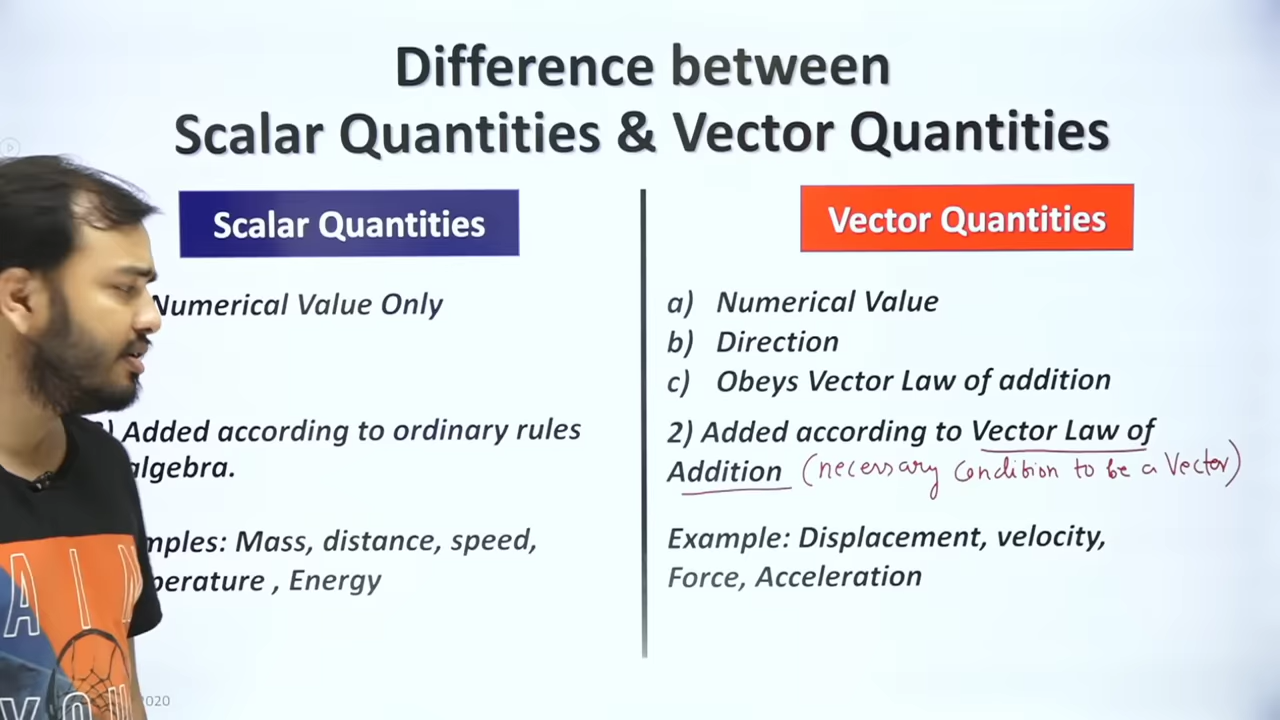 Difference between
Scalar Quantities & Vector Quantities
Scalar Quantities
Numerical Value Only
Added according to ordinary rules
algebra.
Mass, distance, speed,
, Energy
Vector Quantities
a) Numerical Value
b) Direction
c) Obeys Vector Law of addition
2) Added according to Vector Law of
Addition (necessary condition to be a Vector)
Example: Displacement, velocity,
Force, Acceleration
A I N
Y O U
2020